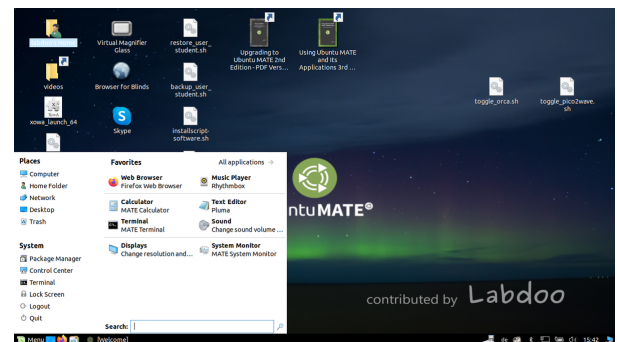 Virtual Magnifier
Glass
restore_user_
student.sh
Upgrading to
Ubuntu MATE 2nd
Edition - PDF Vers...
Using Ubuntu MATE
and Its
Applications 3rd ...
videos
Browser for Blinds
backup_user_
student.sh
toggle_orca.sh
toggle_pico2wave.
sh
xowa_launch_64
Skype
installscript-
software.sh
Places
Computer
Home Folder
Network
Desktop
Trash
System
Package Manager
Control Center
Terminal
Lock Screen
Logout
Quit
Favorites
All applications →
Web Browser
Firefox Web Browser
Music Player
Rhythmbox
Calculator
MATE Calculator
Text Editor
Pluma
Terminal
MATE Terminal
Sound
Change sound volume ...
Displays
Change resolution and...
System Monitor
MATE System Monitor
Search:
ntuMATE
contributed by Labdoo
Menu
[Welcome]
de
15:42